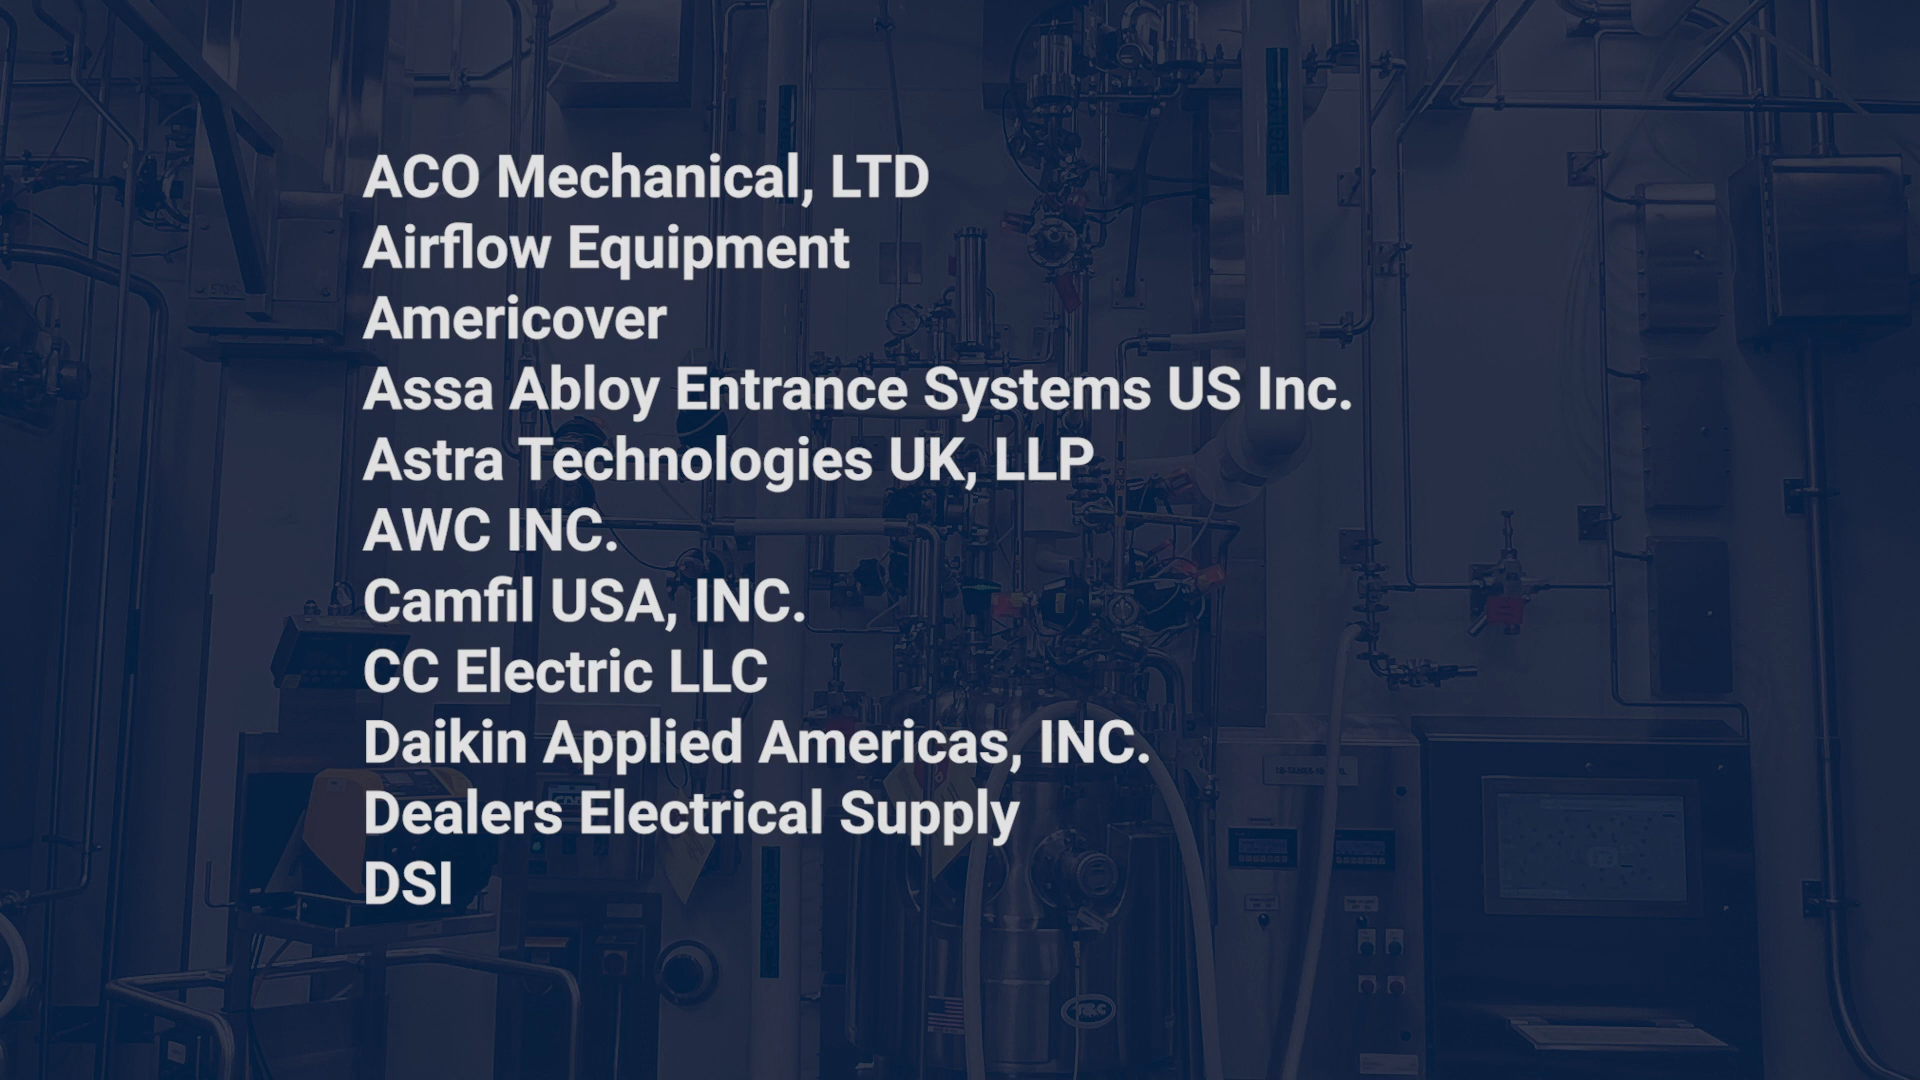 ACO Mechanical, LTD
Airflow Equipment
Americover
Assa Abloy Entrance Systems US Inc.
Astra Technologies UK, LLP
AWC INC.
Camfil USA, INC.
CC Electric LLC
Daikin Applied Americas, INC.
Dealers Electrical Supply
DSI